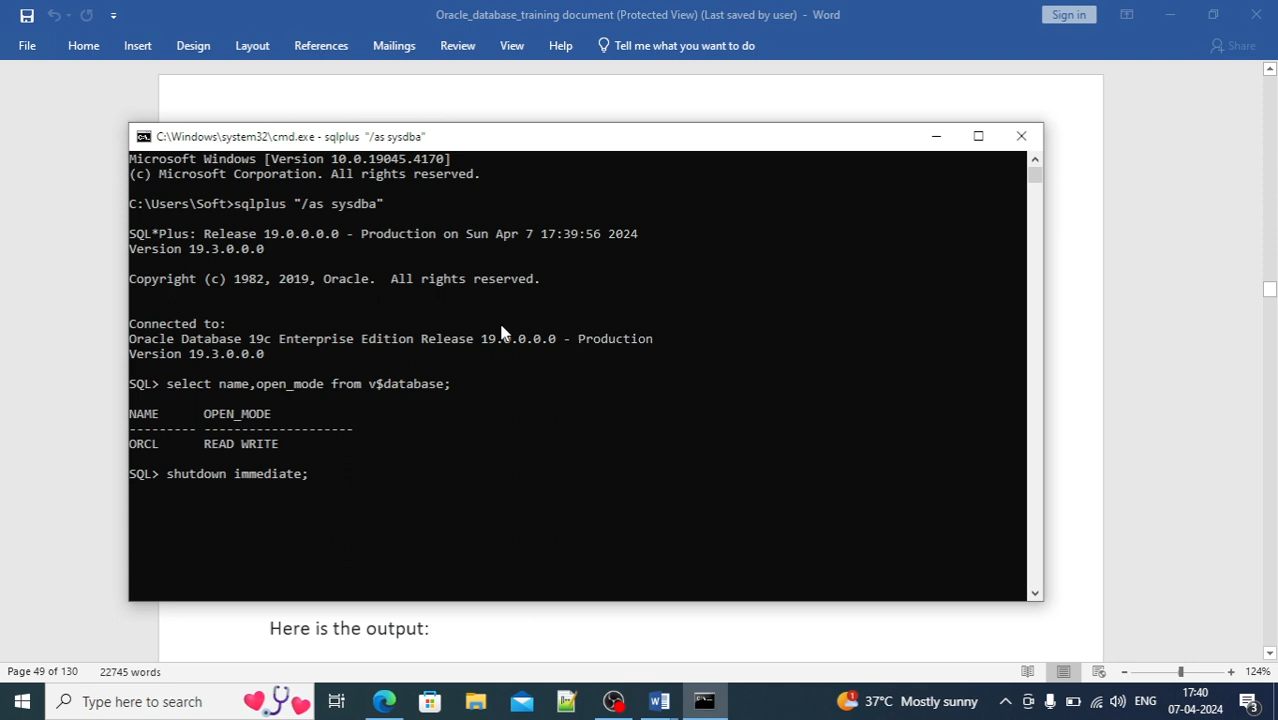 Oracle_database_training document (Protected View) (Last saved by user) - Word
Sign in
File Home Insert Design Layout References Mailings Review View Help Tell me what you want to do Share
C:\Windows\system32\cmd.exe - sqlplus "/as sysdba"
Microsoft Windows [Version 10.0.19045.4170]
(c) Microsoft Corporation. All rights reserved.
C:\Users\Soft>sqlplus "/as sysdba"
SQL*Plus: Release 19.0.0.0.0 - Production on Sun Apr 7 17:39:56 2024
Version 19.3.0.0.0
Copyright (c) 1982, 2019, Oracle.  All rights reserved.
Connected to:
Oracle Database 19c Enterprise Edition Release 19.0.0.0.0 - Production
Version 19.3.0.0.0
SQL> select name,open_mode from v$database;
NAME      OPEN_MODE
--------- --------------------
ORCL      READ WRITE
SQL> shutdown immediate;
Here is the output:
Page 49 of 130 22745 words 124%
Type here to search
1 37°C Mostly sunny ENG 17:40
07-04-2024 3